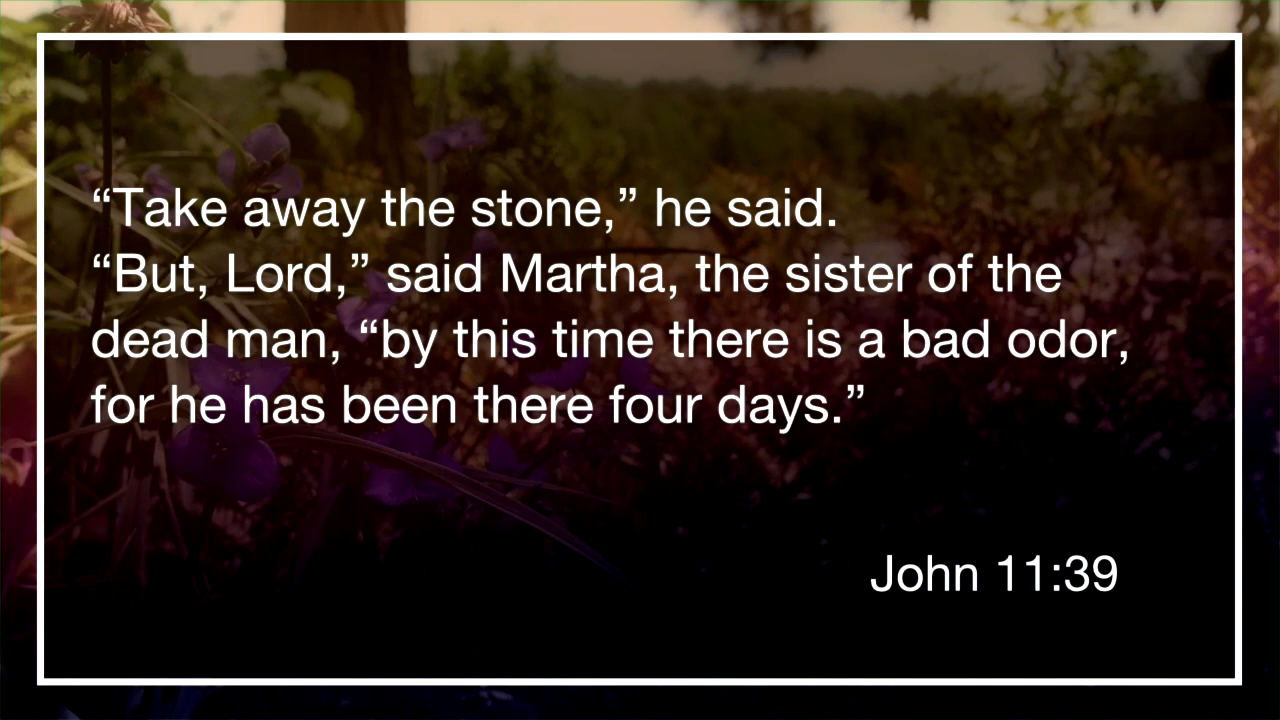 “Take away the stone,” he said.
“But, Lord,” said Martha, the sister of the
dead man, “by this time there is a bad odor,
for he has been there four days.”
John 11:39